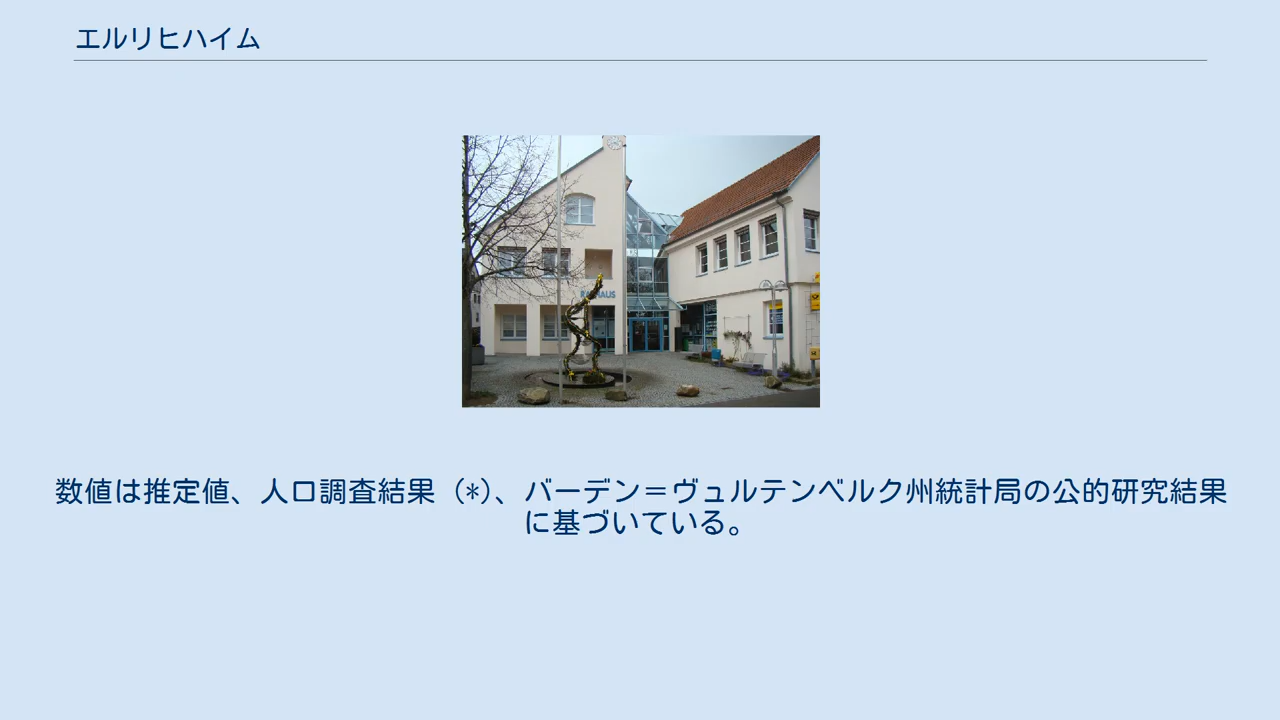 エルリヒハイム
RATHAUS
数値は推定値、人口調査結果（*）、バーデン＝ヴュルテンベルク州統計局の公的研究結果
に基づいている。